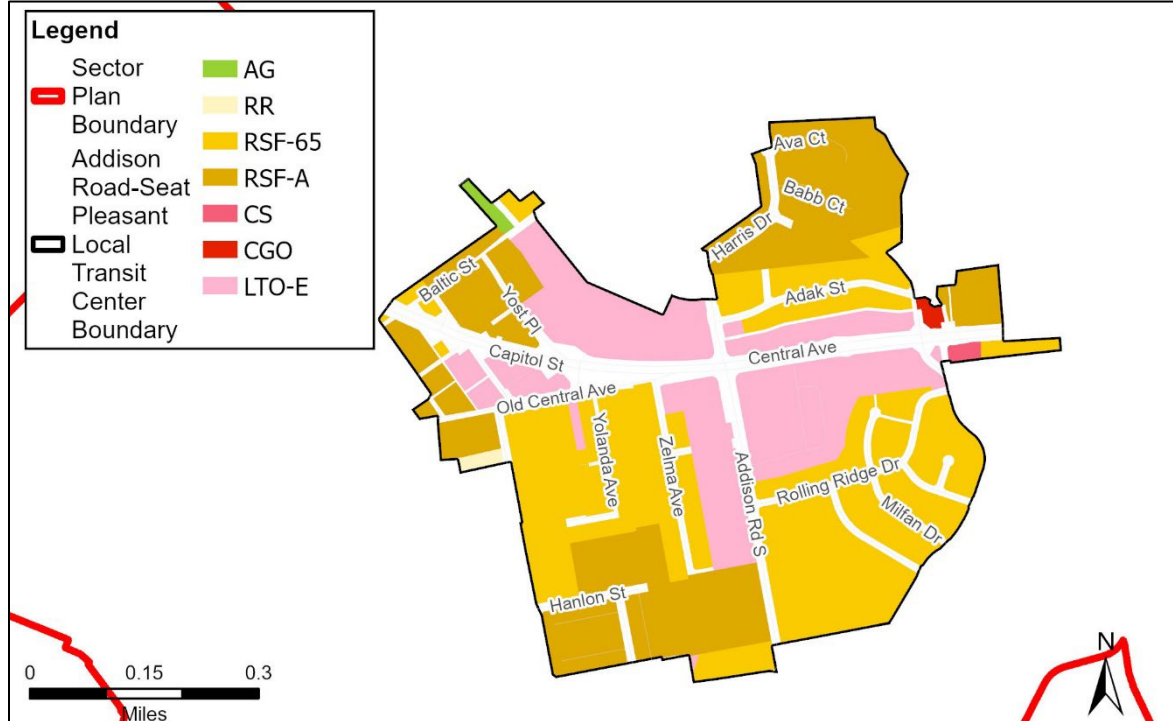 Legend
Sector
Plan
Boundary
Addison
Road-Seat
Pleasant
Local
Transit
Center
Boundary
AG
RR
RSF-65
RSF-A
CS
CGO
LTO-E
Ava Ct
Babb Ct
Harris Dr
Adak St
Baltic St
Yost Pl
Capitol St
Central Ave
Old Central Ave
Yolanda Ave
Zelma Ave
Addison Rd S
Rolling Ridge Dr
Milfan Dr
Hanlon St
0 0.15 0.3
Miles
N